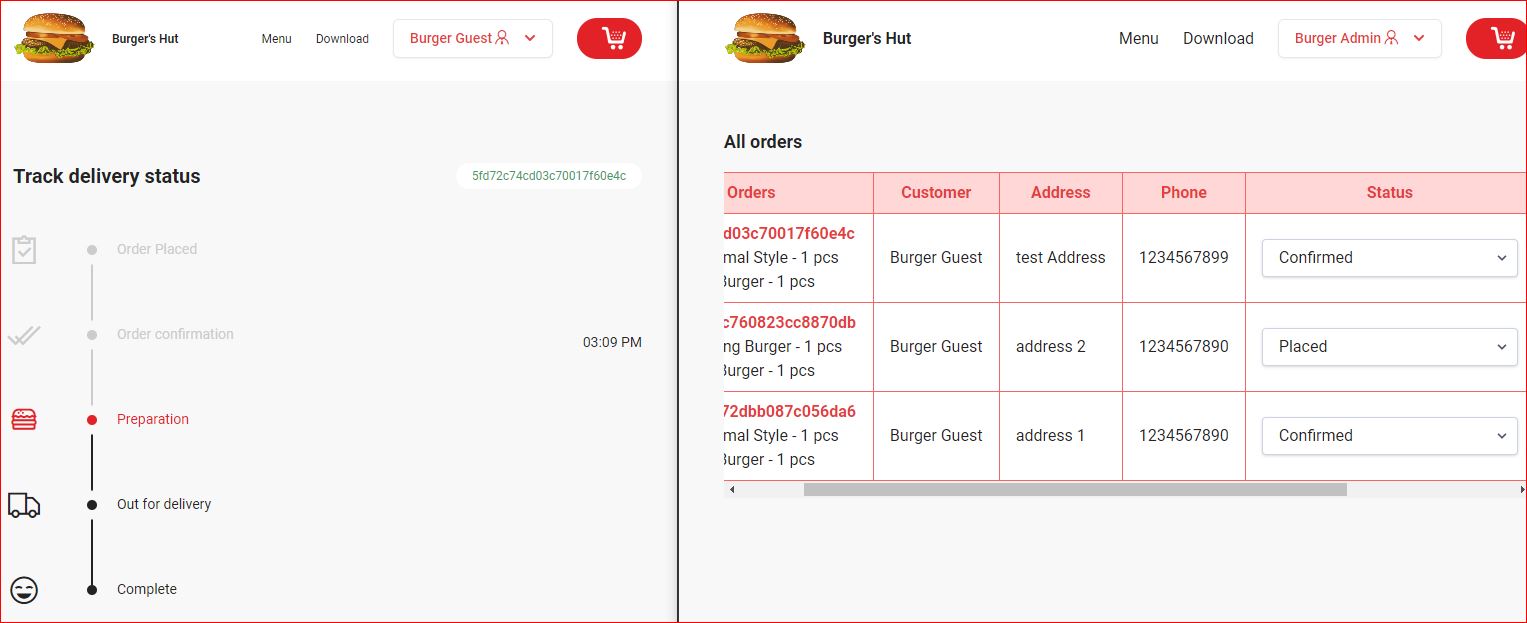 Burger's Hut
Menu
Download
Burger Guest
Track delivery status
5fd72c74cd03c70017f60e4c
Order Placed
Order confirmation
03:09 PM
Preparation
Out for delivery
Complete
Burger's Hut
Menu
Download
Burger Admin
All orders
Orders Customer Address Phone Status
d03c70017f60e4c
mal Style - 1 pcs
Burger - 1 pcs
Burger Guest
test Address
1234567899
Confirmed
c760823cc8870db
ng Burger - 1 pcs
Burger - 1 pcs
Burger Guest
address 2
1234567890
Placed
72dbb087c056da6
mal Style - 1 pcs
Burger - 1 pcs
Burger Guest
address 1
1234567890
Confirmed